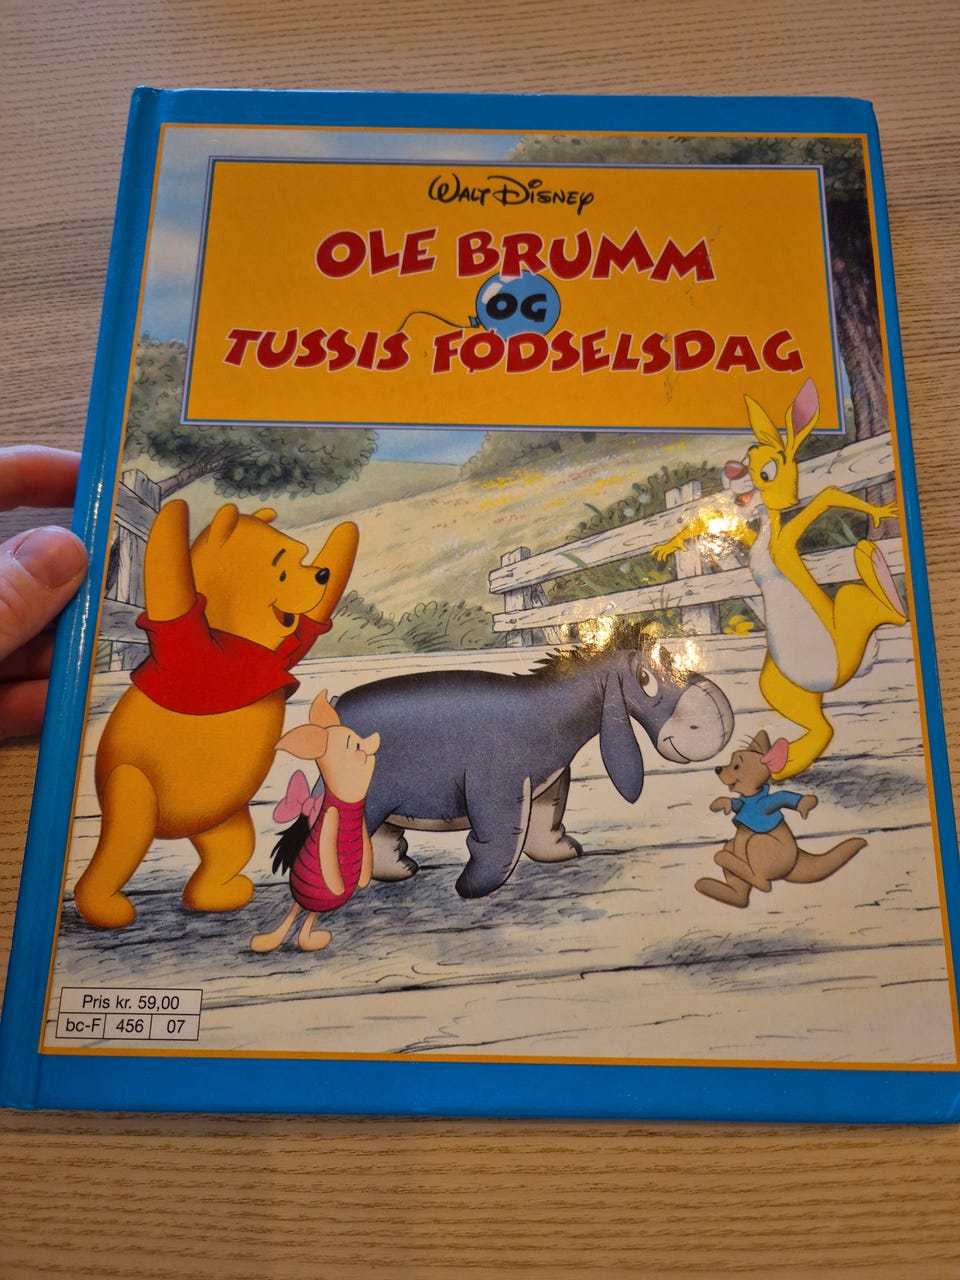 WALT DISNEY
OLE BRUMM
OG
TUSSIS FØDSELSDAG
Pris kr. 59,00
bc-F 456 07